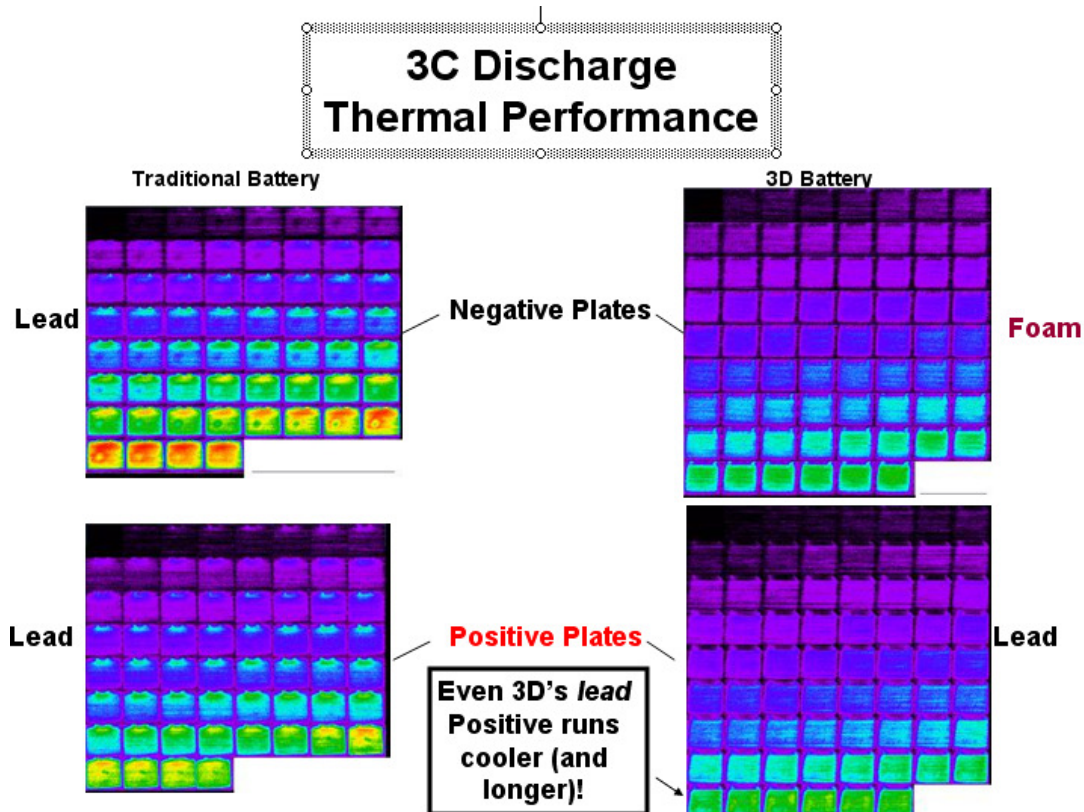 3C Discharge
Thermal Performance
Traditional Battery
3D Battery
Lead
Negative Plates
Foam
Lead
Positive Plates
Lead
Even 3D's lead
Positive runs
cooler (and
longer)!